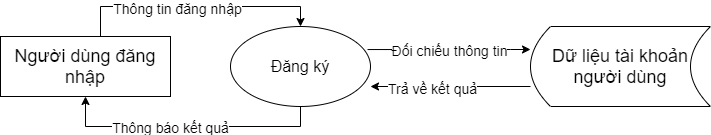 Thông tin đăng nhập
Người dùng đăng
nhập
Đăng ký
Đối chiếu thông tin
Trả về kết quả
Dữ liệu tài khoản
người dùng
Thông báo kết quả